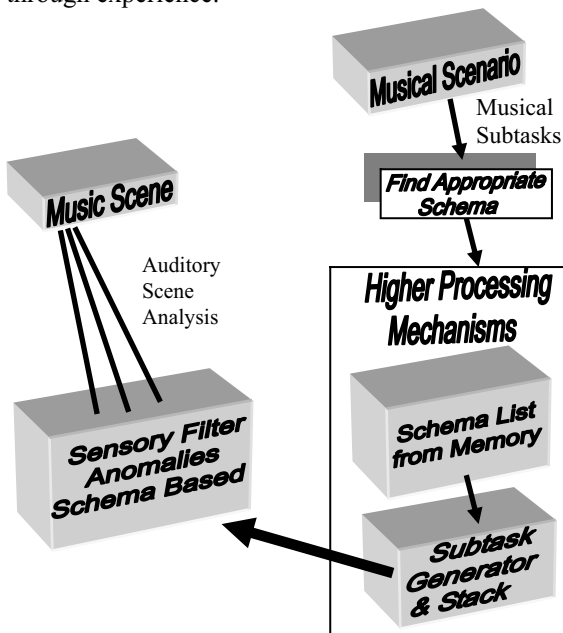 through experience.
Musical Scenario
Musical
Subtasks
Find Appropriate
Schema
Music Scene
Auditory
Scene
Analysis
Higher Processing
Mechanisms
Schema List
from Memory
Sensory Filter
Anomalies
Schema Based
Subtask
Generator
& Stack